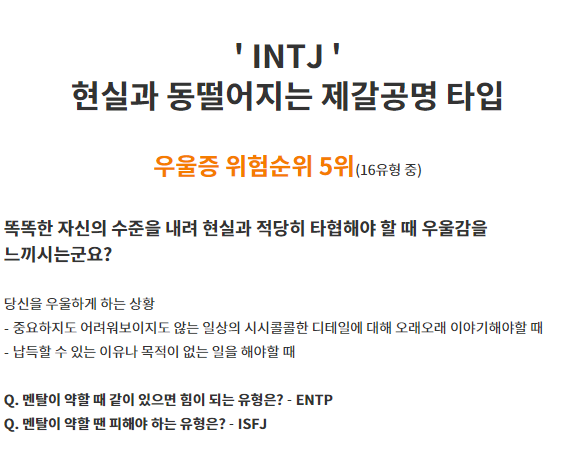 ' INTJ '
현실과 동떨어지는 제갈공명 타입
우울증 위험순위 5위(16유형 중)
똑똑한 자신의 수준을 내려 현실과 적당히 타협해야 할 때 우울감을
느끼시는군요?
당신을 우울하게 하는 상황
- 중요하지도 어려워보이지도 않는 일상의 시시콜콜한 디테일에 대해 오래오래 이야기해야할 때
- 납득할 수 있는 이유나 목적이 없는 일을 해야할 때
Q. 멘탈이 약할 때 같이 있으면 힘이 되는 유형은? - ENTP
Q. 멘탈이 약할 땐 피해야 하는 유형은? - ISFJ